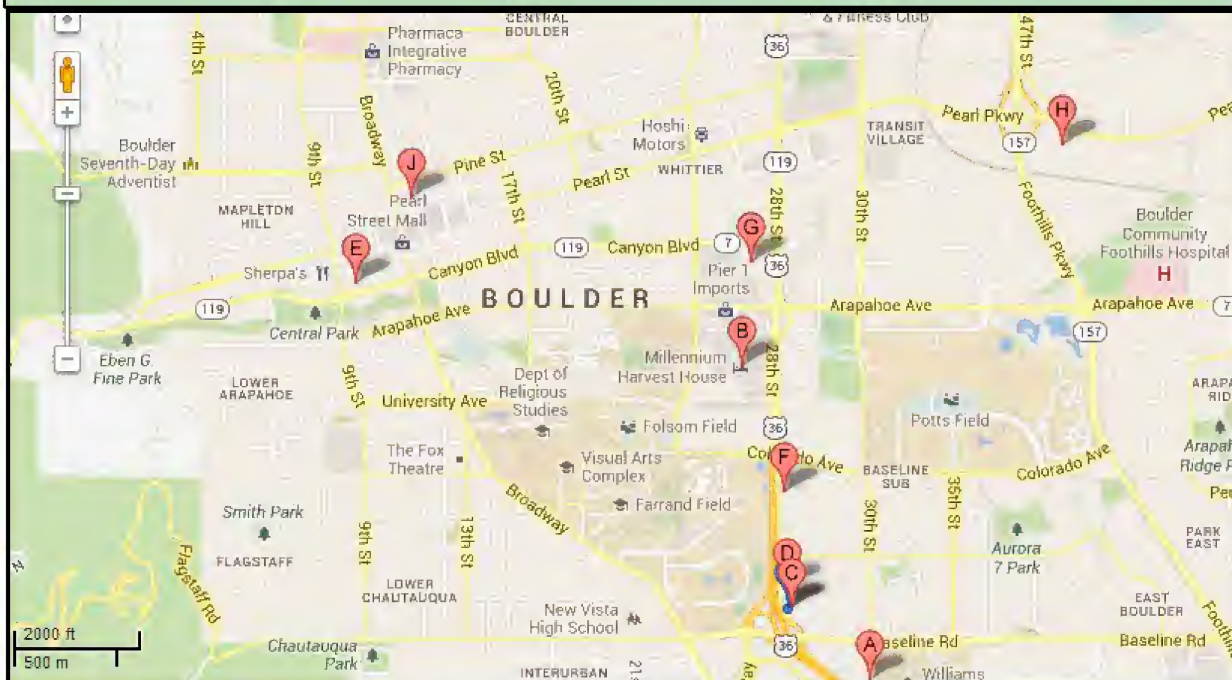 CENTRAL
BOULDER
& Fitness Club
36
47th St
4th St
Pharmaca
Integrative
Pharmacy
20th St
Broadway
H
Pearl Pkwy
Hoshi
Motors
TRANSIT
VILLAGE
157
Boulder
Seventh-Day
Adventist
9th St
J
Pine St
119
WHITTIER
Pearl St
17th St
28th St
30th St
Foothills Pkwy
MAPLETON
HILL
Pearl
Street Mall
Boulder
Community
Foothills Hospital
H
E
G
119
Canyon Blvd
7
Sherpa's
Canyon Blvd
36
Pier 1
Imports
BOULDER
119
Central Park
Arapahoe Ave
Arapahoe Ave
Arapahoe Ave
7
157
B
Eben G.
Fine Park
Millennium
Harvest House
28th St
LOWER
ARAPAHOE
9th St
Dept of
Religious
Studies
University Ave
Potts Field
Folsom Field
36
The Fox
Theatre
Visual Arts
Complex
F
Colorado Ave
BASELINE
SUB
Colorado Ave
Broadway
Farrand Field
30th St
35th St
Smith Park
9th St
13th St
PARK
EAST
FLAGSTAFF
Flagstaff Rd
D
C
Aurora
7 Park
LOWER
CHAUTAUQUA
EAST
BOULDER
New Vista
High School
2000 ft
500 m
Chautauqua
Park
36
A
Baseline Rd
Baseline Rd
INTERURBAN
Williams